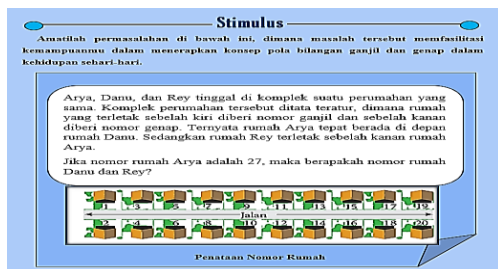 Stimulus
Amatilah permasalahan di bawah ini, dimana masalah tersebut memfasilitasi
kemampuanmu dalam menerapkan konsep pola bilangan ganjil dan genap dalam
kehidupan sehari-hari.
Arya, Danu, dan Rey tinggal di komplek suatu perumahan yang
sama. Komplek perumahan tersebut ditata teratur, dimana rumah
yang terletak sebelah kiri diberi nomor ganjil dan sebelah kanan
diberi nomor genap. Ternyata rumah Arya tepat berada di depan
rumah Danu. Sedangkan rumah Rey terletak sebelah kanan rumah
Arya.
Jika nomor rumah Arya adalah 27, maka berapakah nomor rumah
Danu dan Rey?
1 3 5 7 9 11 13 15 17 19
Jalan
2 4 6 8 10 12 14 16 18 20
Penataan Nomor Rumah